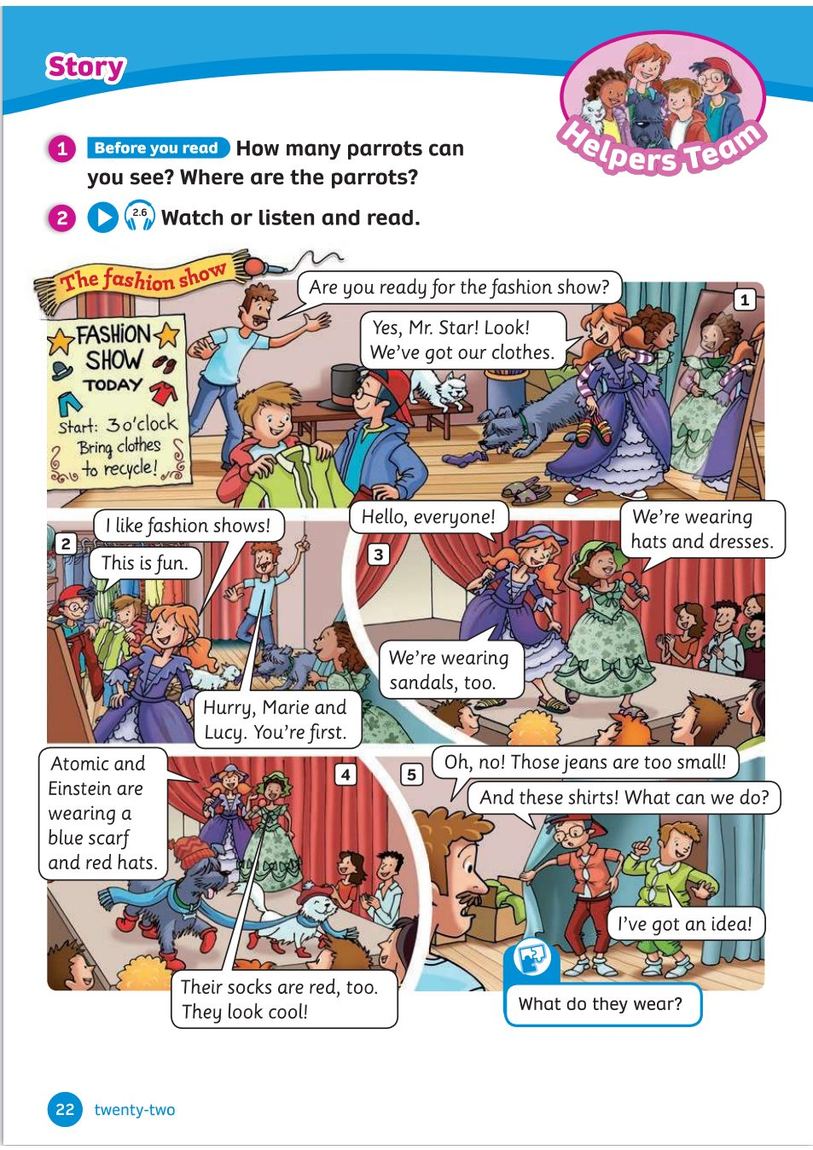 Story
Helpers Team
1 Before you read How many parrots can
you see? Where are the parrots?
2 2.6 Watch or listen and read.
The fashion show
FASHION
SHOW
TODAY
Start: 3 o'clock
Bring clothes
to recycle!
Are you ready for the fashion show?
Yes, Mr. Star! Look!
We've got our clothes.
1
2
I like fashion shows!
This is fun.
Hurry, Marie and
Lucy. You're first.
3
Hello, everyone!
We're wearing
hats and dresses.
We're wearing
sandals, too.
4
Atomic and
Einstein are
wearing a
blue scarf
and red hats.
Their socks are red, too.
They look cool!
5
Oh, no! Those jeans are too small!
And these shirts! What can we do?
I've got an idea!
What do they wear?
22 twenty-two